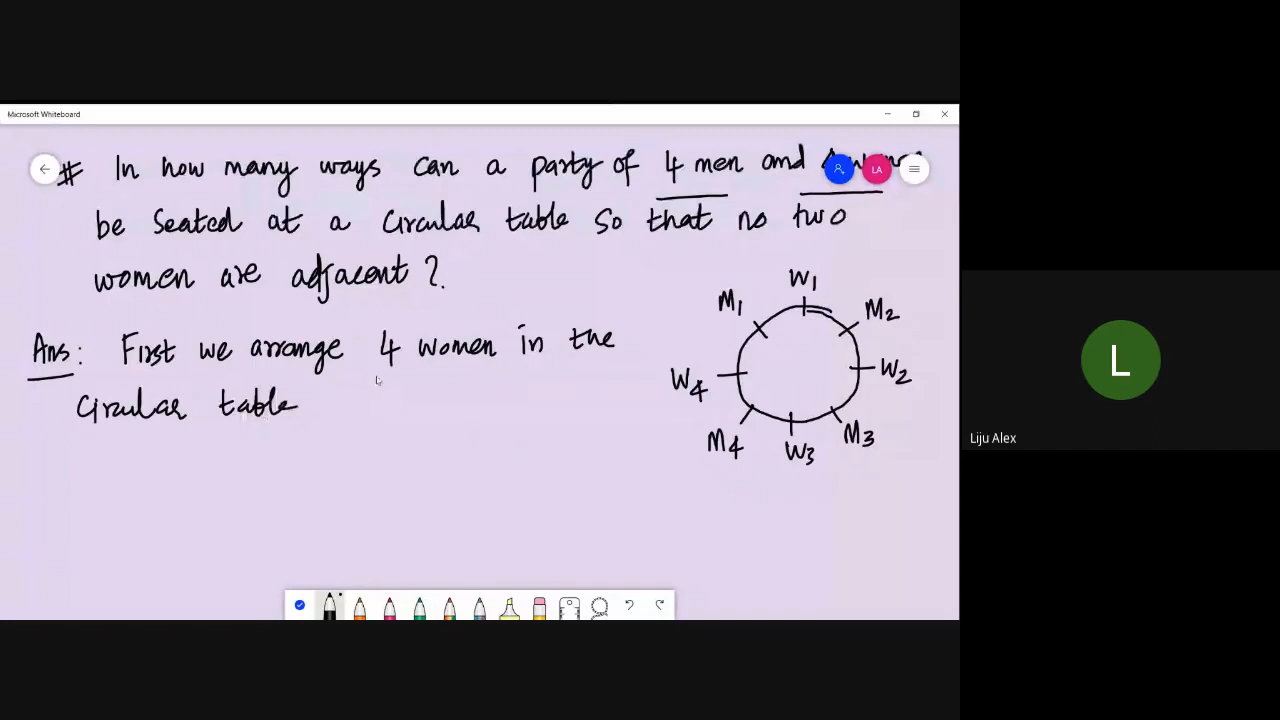 Microsoft Whiteboard
# In how many ways can a party of 4 men and
LA
be seated at a circular table so that no two
women are adjacent ?
W1
M1
M2
Ans: First we arrange 4 women in the
W4
W2
circular table
M4
M3
W3
L
Liju Alex